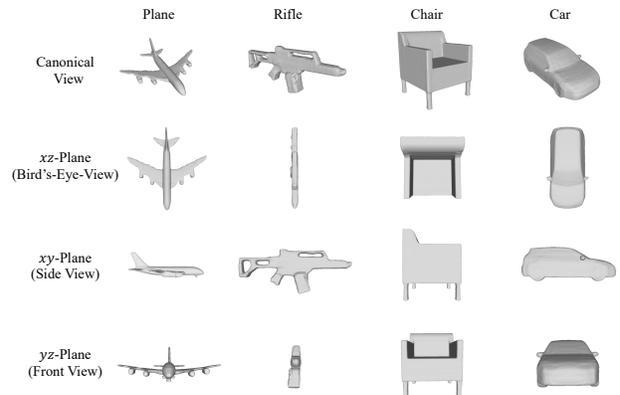 Plane Rifle Chair Car
Canonical
View
xz-Plane
(Bird's-Eye-View)
xy-Plane
(Side View)
yz-Plane
(Front View)